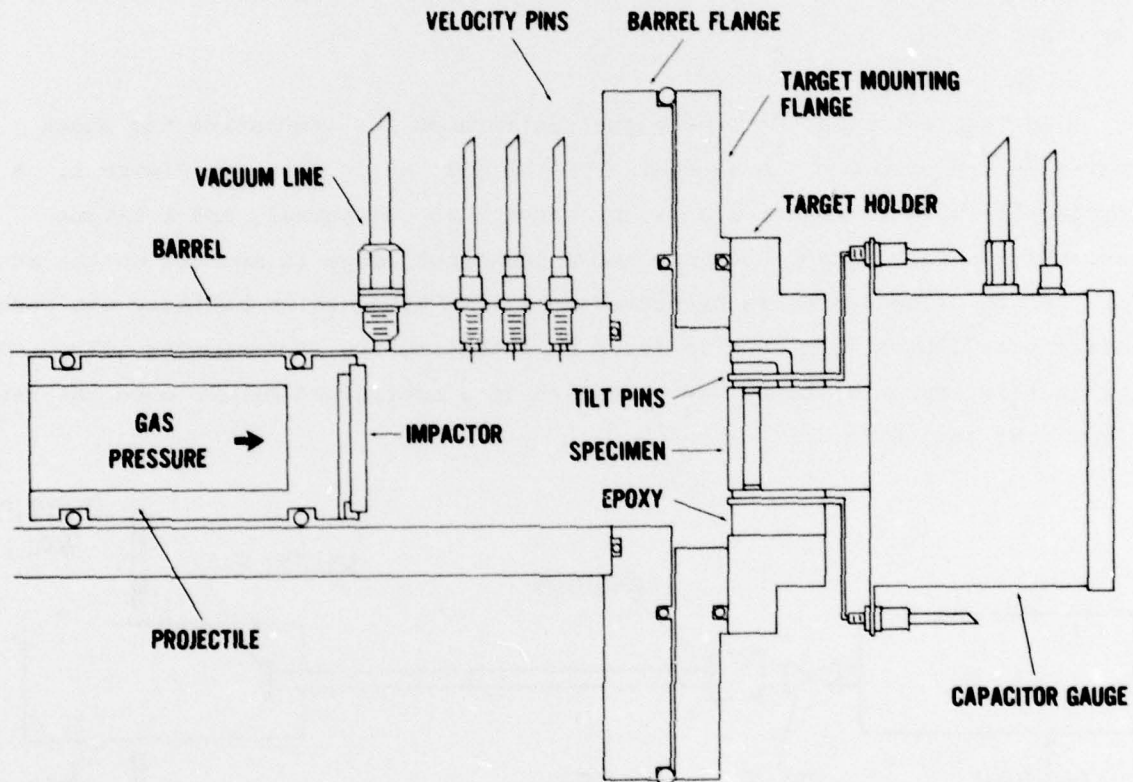 VELOCITY PINS
BARREL FLANGE
TARGET MOUNTING
FLANGE
VACUUM LINE
TARGET HOLDER
BARREL
TILT PINS
GAS
PRESSURE
IMPACTOR
SPECIMEN
EPOXY
PROJECTILE
CAPACITOR GAUGE